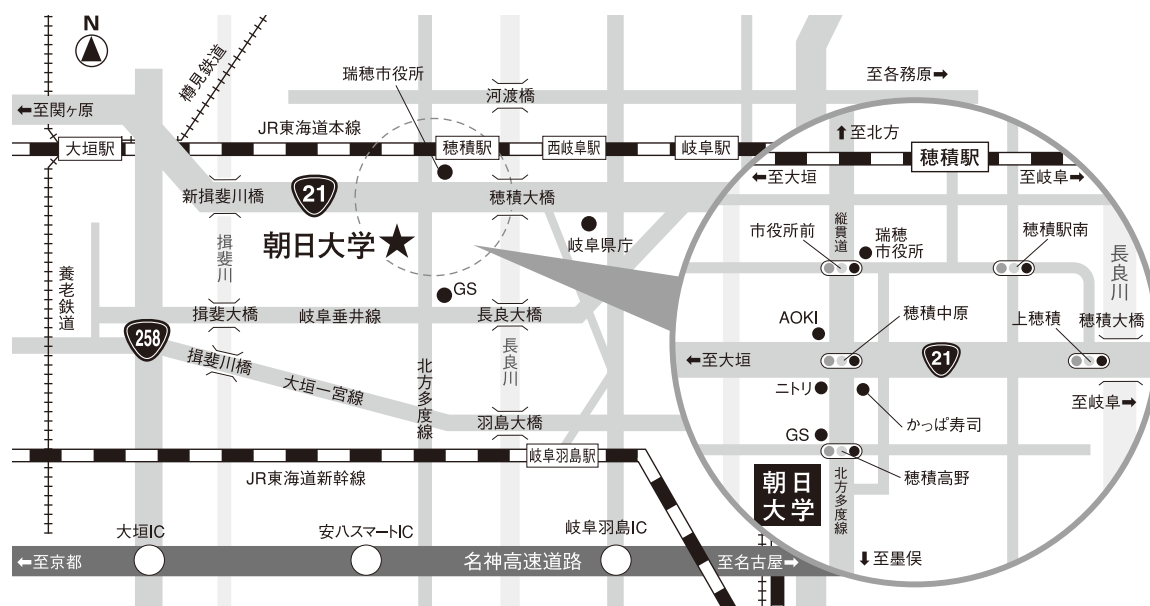 N
樽見鉄道
瑞穂市役所
河渡橋
至各務原→
←至関ヶ原
JR東海道本線
大垣駅
穂積駅
西岐阜駅
岐阜駅
新揖斐川橋
21
穂積大橋
揖斐川
朝日大学★
岐阜県庁
養老鉄道
GS
揖斐大橋
岐阜垂井線
長良大橋
258
揖斐川橋
大垣一宮線
北方多度線
長良川
羽島大橋
岐阜羽島駅
JR東海道新幹線
大垣IC
安八スマートIC
岐阜羽島IC
←至京都
名神高速道路
至名古屋→
↑至北方
穂積駅
←至大垣
至岐阜→
縦貫道
市役所前
瑞穂
市役所
穂積駅南
長良川
AOKI
穂積中原
上穂積
穂積大橋
←至大垣
21
ニトリ
至岐阜→
かっぱ寿司
GS
穂積高野
朝日
大学
北方多度線
↓至墨俣